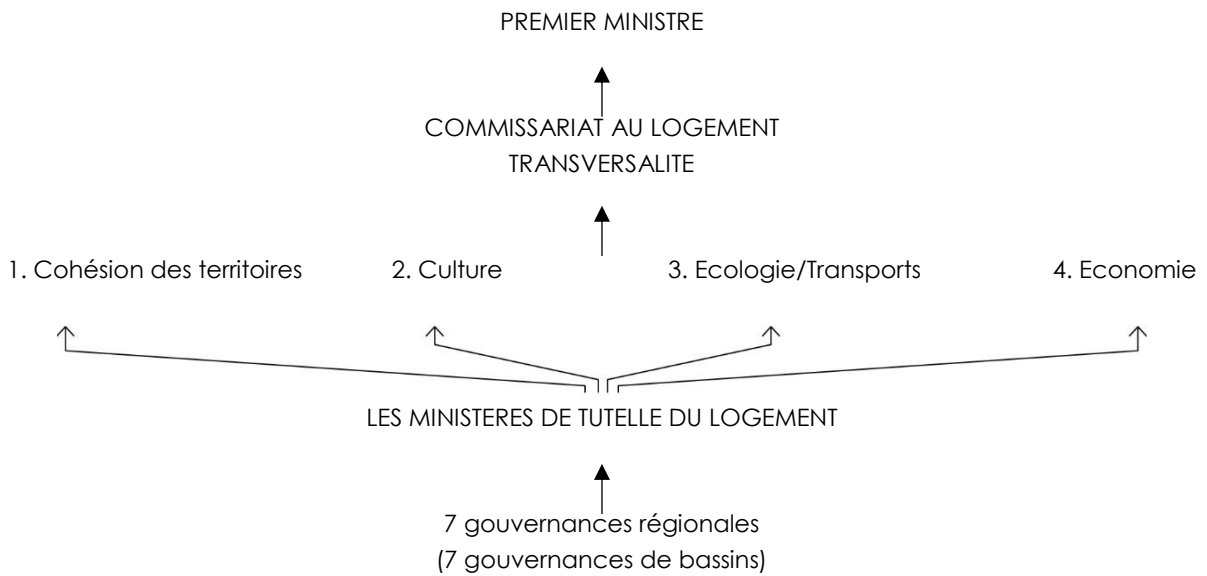 PREMIER MINISTRE
COMMISSARIAT AU LOGEMENT
TRANSVERSALITE
1. Cohésion des territoires 2. Culture 3. Ecologie/Transports 4. Economie
LES MINISTERES DE TUTELLE DU LOGEMENT
7 gouvernances régionales
(7 gouvernances de bassins)